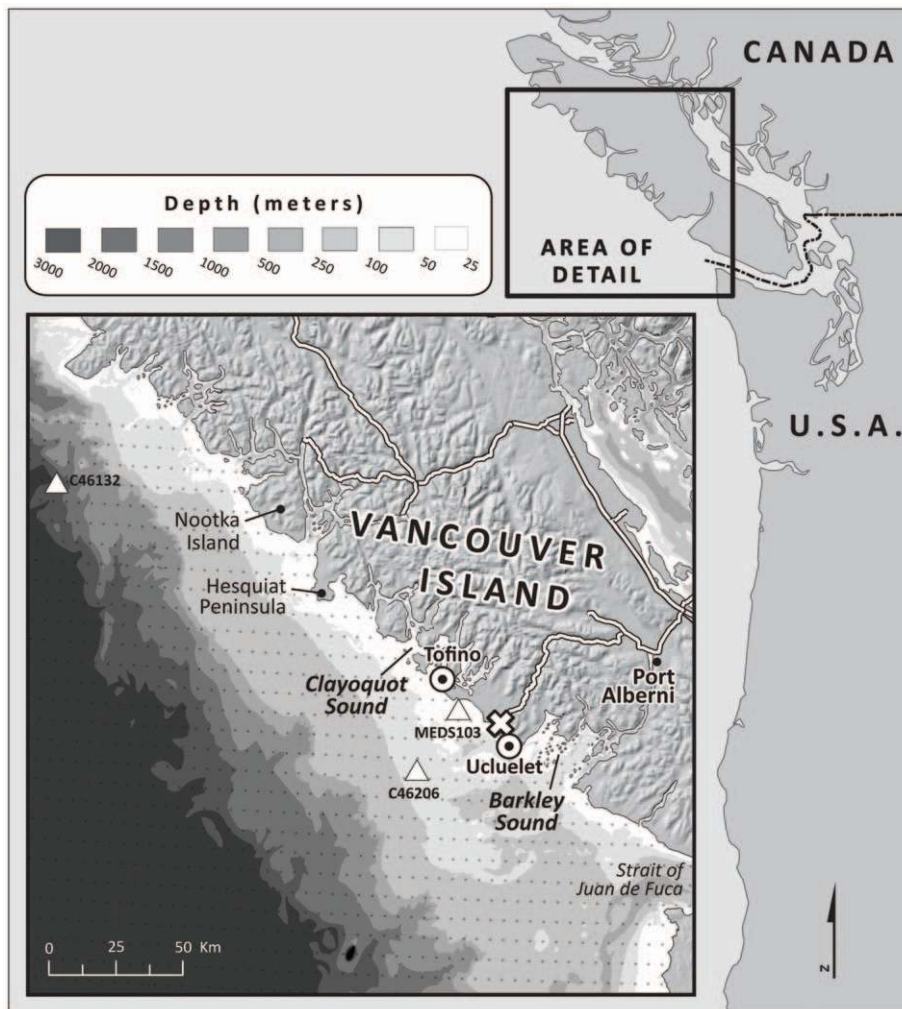 CANADA
Depth (meters)
3000 2000 1500 1000 500 250 100 50 25
AREA OF
DETAIL
U.S.A.
C46132
Nootka
Island
VANCOUVER
ISLAND
Hesquiat
Peninsula
Tofino
Clayoquot
Sound
Port
Alberni
MEDS103
Ucluelet
C46206
Barkley
Sound
Strait of
Juan de Fuca
0 25 50 Km
N